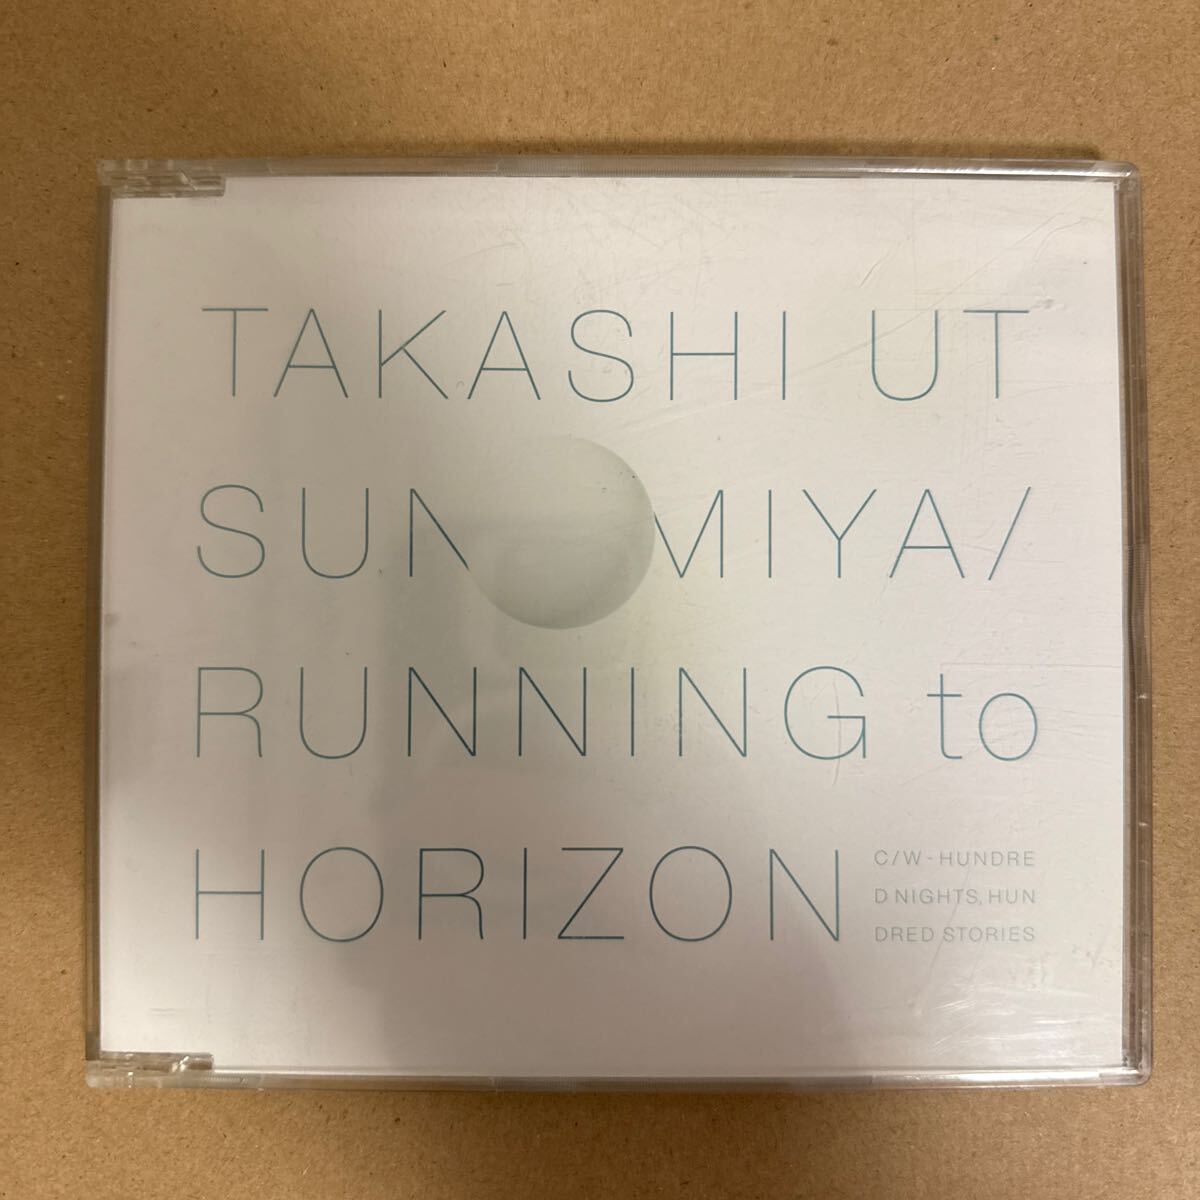 TAKASHI UT
SUN MIYA/
RUNNING to
HORIZON
C/W-HUNDRE
D NIGHTS, HUN
DRED STORIES